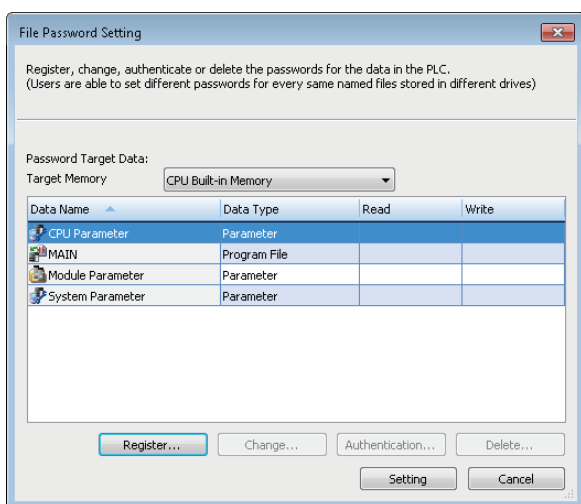 File Password Setting
Register, change, authenticate or delete the passwords for the data in the PLC.
(Users are able to set different passwords for every same named files stored in different drives)
Password Target Data:
Target Memory CPU Built-in Memory
Data Name Data Type Read Write
CPU Parameter Parameter
MAIN Program File
Module Parameter Parameter
System Parameter Parameter
Register... Change... Authentication... Delete...
Setting Cancel